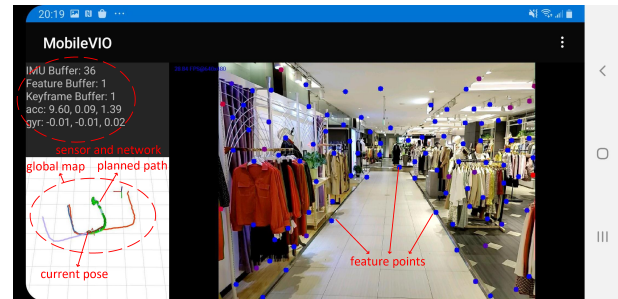 20:19
MobileVIO
IMU Buffer: 36
Feature Buffer: 1
Keyframe Buffer: 1
acc: 9.60, 0.09, 1.39
gyr: -0.01, -0.01, 0.02
sensor and network
global map
planned path
current pose
feature points